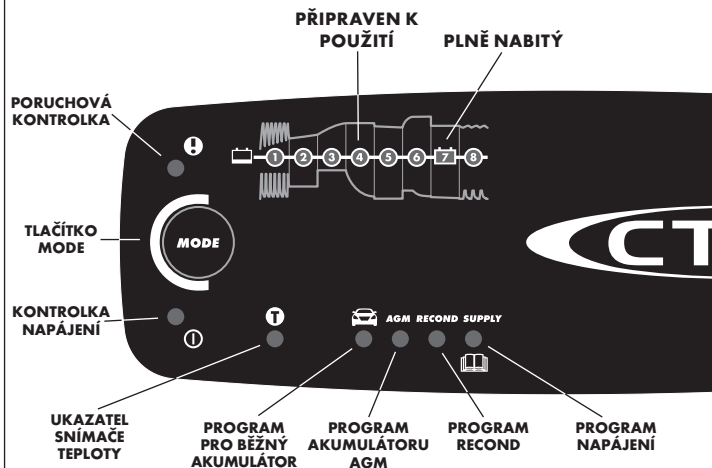 PŘIPRAVEN K
POUŽITÍ
PLNĚ NABITÝ
PORUCHOVÁ
KONTROLKA
1 2 3 4 5 6 7 8
TLAČÍTKO
MODE
MODE
CT
KONTROLKA
NAPÁJENÍ
T
AGM RECOND SUPPLY
UKAZATEL
SNÍMAČE
TEPLOTY
PROGRAM
PRO BĚŽNÝ
AKUMULÁTOR
PROGRAM
AKUMULÁTORU
AGM
PROGRAM
RECOND
PROGRAM
NAPÁJENÍ